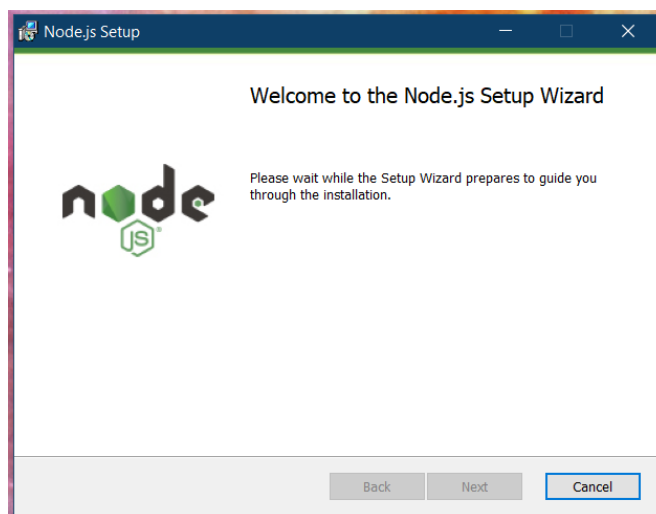 Node.js Setup
Welcome to the Node.js Setup Wizard
Please wait while the Setup Wizard prepares to guide you
through the installation.
node
JS®
Back
Next
Cancel